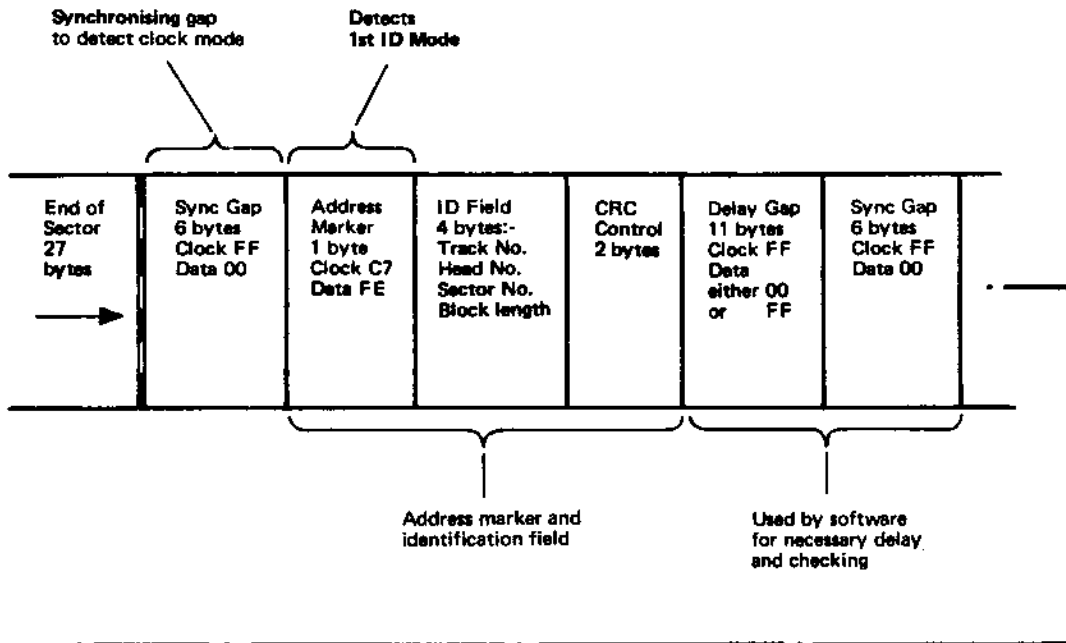 Synchronising gap
to detect clock mode
Detects
1st ID Mode
End of
Sector
27
bytes
Sync Gap
6 bytes
Clock FF
Data 00
Address
Marker
1 byte
Clock C7
Data FE
ID Field
4 bytes:-
Track No.
Head No.
Sector No.
Block length
CRC
Control
2 bytes
Delay Gap
11 bytes
Clock FF
Data
either 00
or FF
Sync Gap
6 bytes
Clock FF
Data 00
Address marker and
identification field
Used by software
for necessary delay
and checking